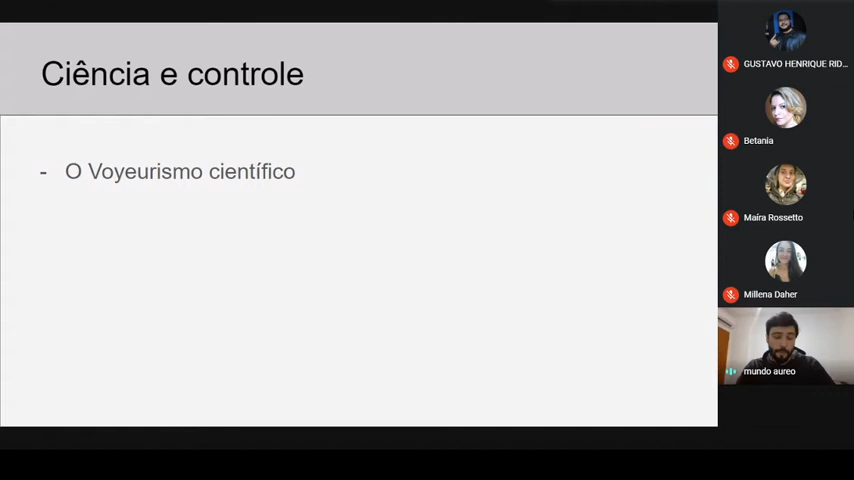 Ciência e controle
- O Voyeurismo científico
GUSTAVO HENRIQUE RID...
Betania
Maíra Rossetto
Millena Daher
mundo aureo